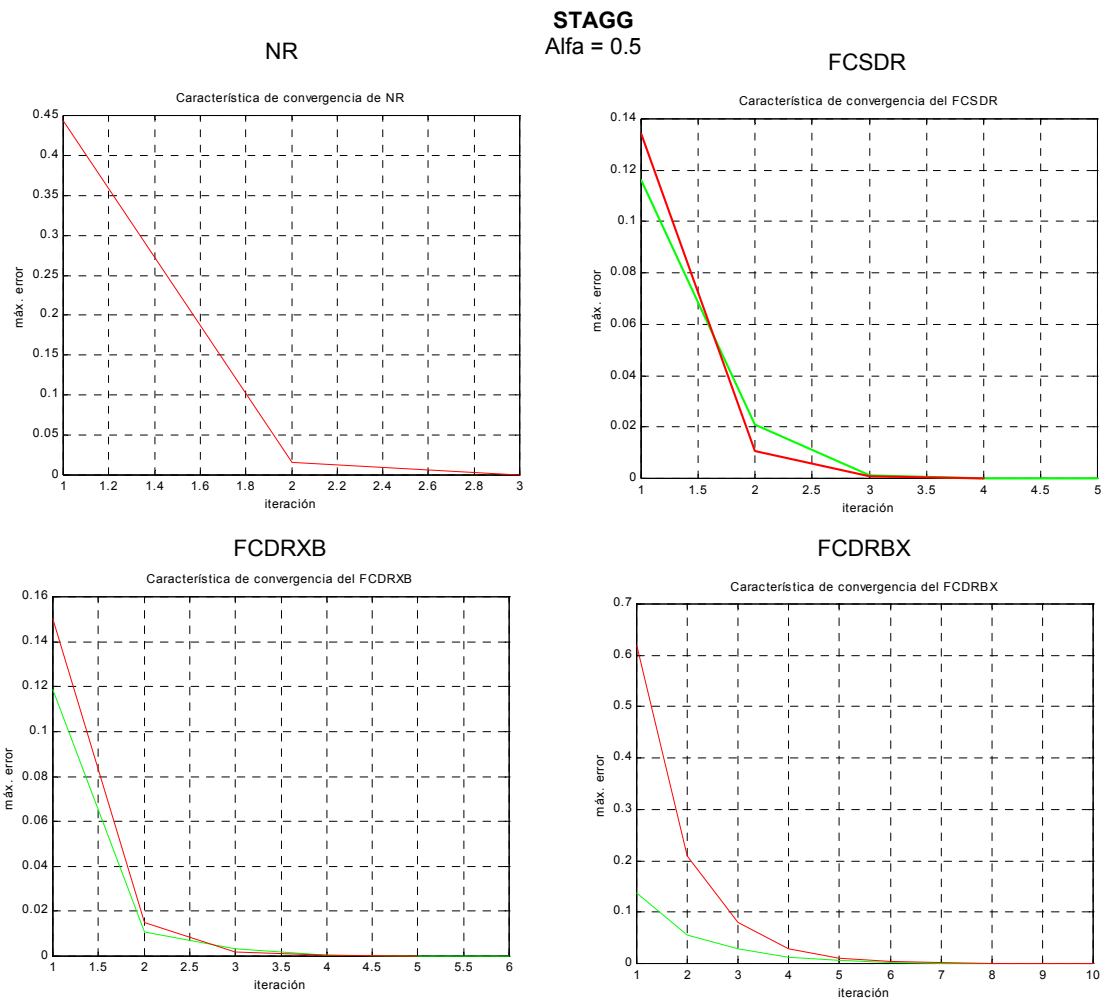 STAGG
Alfa = 0.5
NR
Característica de convergencia de NR
0.45
0.4
0.35
0.3
0.25
0.2
0.15
0.1
0.05
0
1 1.2 1.4 1.6 1.8 2 2.2 2.4 2.6 2.8 3
máx. error
iteración
FCSDR
Característica de convergencia del FCSDR
0.14
0.12
0.1
0.08
0.06
0.04
0.02
0
1 1.5 2 2.5 3 3.5 4 4.5 5
máx. error
iteración
FCDRXB
Característica de convergencia del FCDRXB
0.16
0.14
0.12
0.1
0.08
0.06
0.04
0.02
0
1 1.5 2 2.5 3 3.5 4 4.5 5 5.5 6
máx. error
iteración
FCDRBX
Característica de convergencia del FCDRBX
0.7
0.6
0.5
0.4
0.3
0.2
0.1
0
1 2 3 4 5 6 7 8 9 10
máx. error
iteración